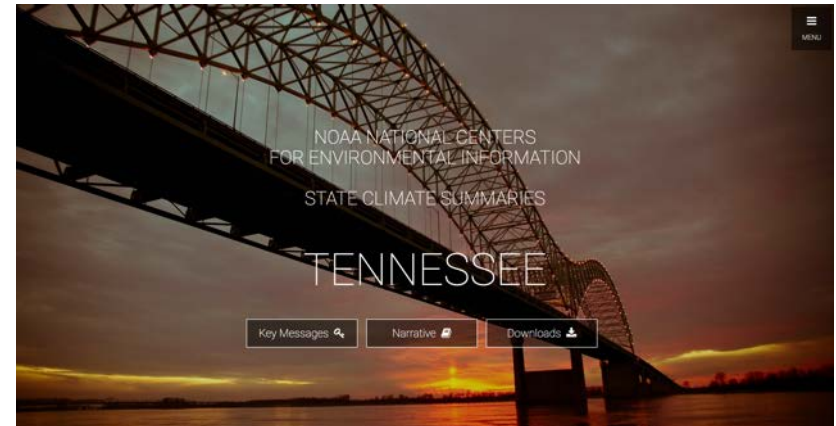 MENU
NOAA NATIONAL CENTERS
FOR ENVIRONMENTAL INFORMATION
STATE CLIMATE SUMMARIES
TENNESSEE
Key Messages
Narrative
Downloads